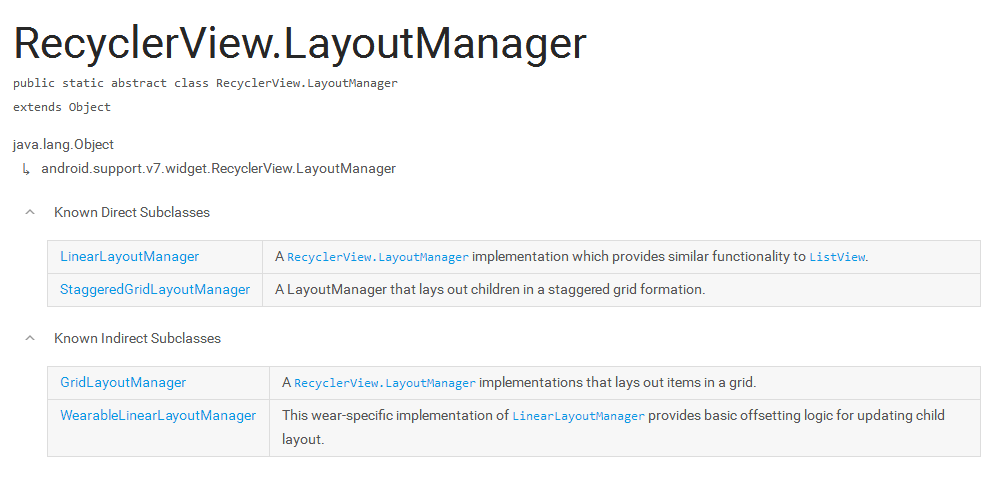 RecyclerView.LayoutManager
public static abstract class RecyclerView.LayoutManager
extends Object
java.lang.Object
↳ android.support.v7.widget.RecyclerView.LayoutManager
Known Direct Subclasses
LinearLayoutManager A RecyclerView.LayoutManager implementation which provides similar functionality to ListView.
StaggeredGridLayoutManager A LayoutManager that lays out children in a staggered grid formation.
Known Indirect Subclasses
GridLayoutManager A RecyclerView.LayoutManager implementations that lays out items in a grid.
WearableLinearLayoutManager This wear-specific implementation of LinearLayoutManager provides basic offsetting logic for updating child
layout.